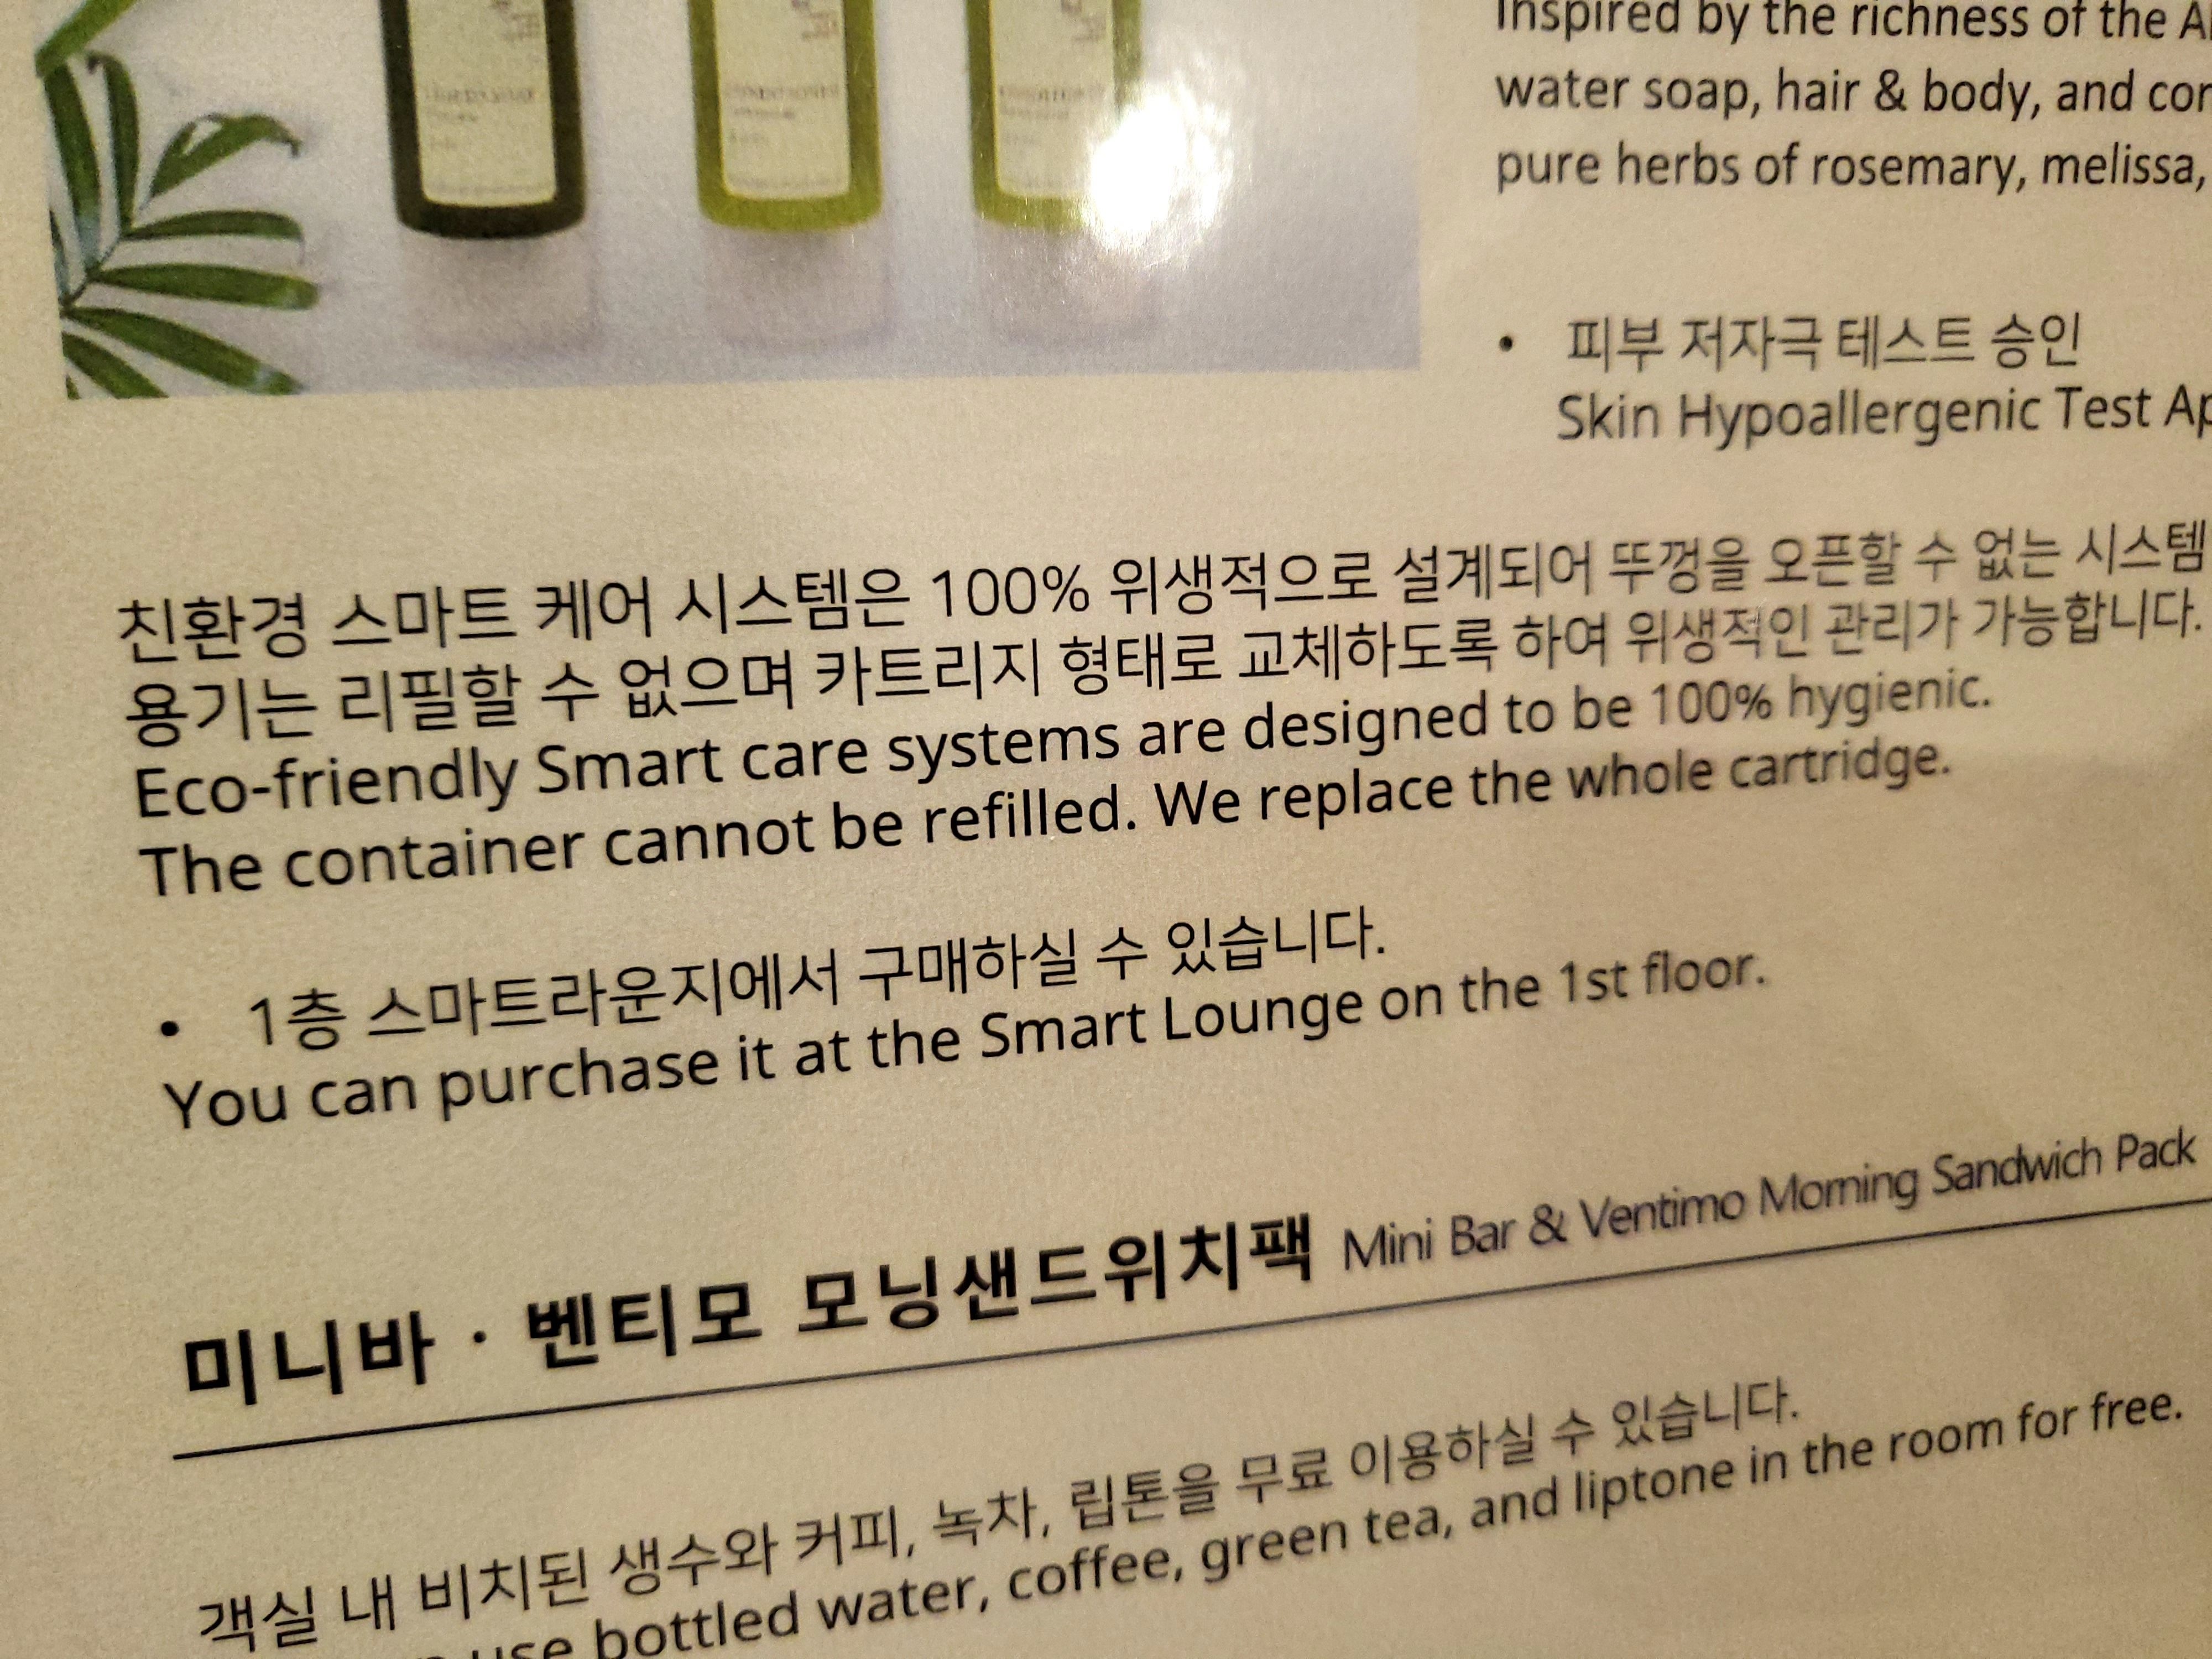 Inspired by the richness of the
water soap, hair & body, and
pure herbs of rosemary, melissa,
• 피부 저자극 테스트 승인
Skin Hypoallergenic Test
친환경 스마트 케어 시스템은 100% 위생적으로 설계되어 뚜껑을 오픈할 수 없는 시스템
용기는 리필할 수 없으며 카트리지 형태로 교체하도록 하여 위생적인 관리가 가능합니다.
Eco-friendly Smart care systems are designed to be 100% hygienic.
The container cannot be refilled. We replace the whole cartridge.
• 1층 스마트라운지에서 구매하실 수 있습니다.
You can purchase it at the Smart Lounge on the 1st floor.
미니바 · 벤티모 모닝샌드위치팩 Mini Bar & Ventimo Morning Sandwich Pack
객실 내 비치된 생수와 커피, 녹차, 립톤을 무료 이용하실 수 있습니다.
use bottled water, coffee, green tea, and liptone in the room for free.